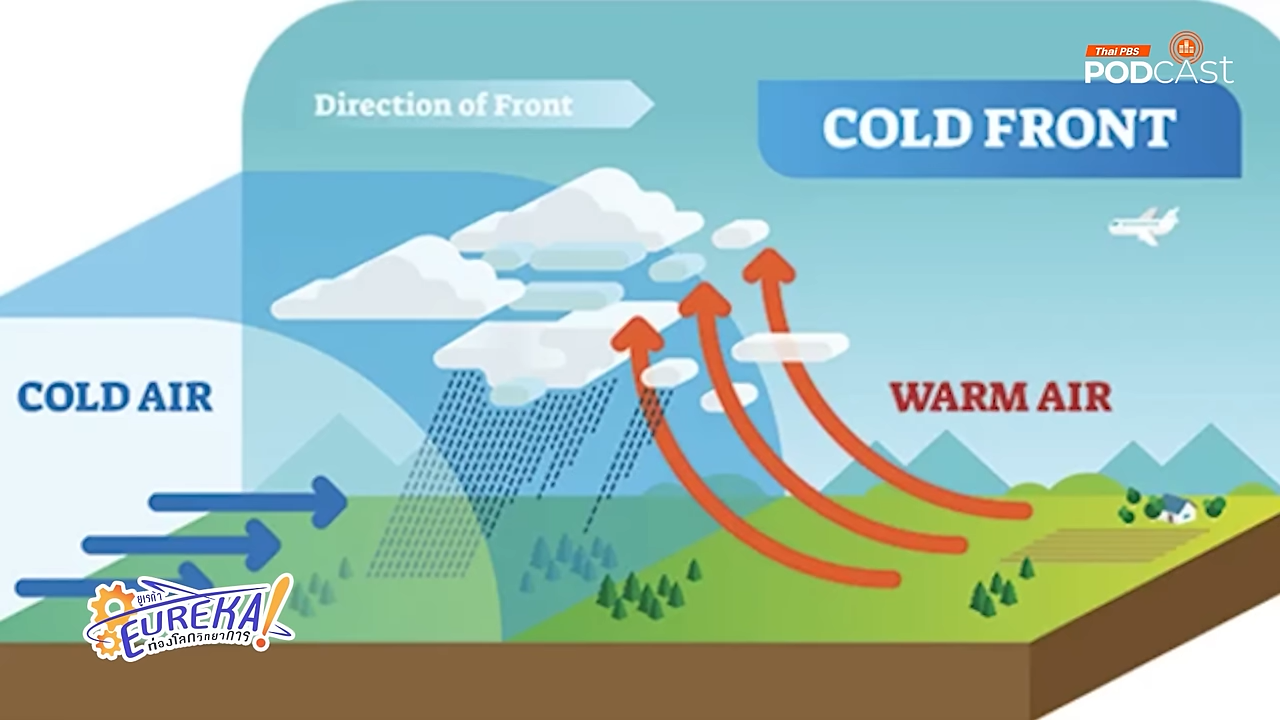 Thai PBS
PODCAST
Direction of Front
COLD FRONT
COLD AIR
WARM AIR
ยูเรก้า
EUREKA!
ท่องโลกวิทยาการ